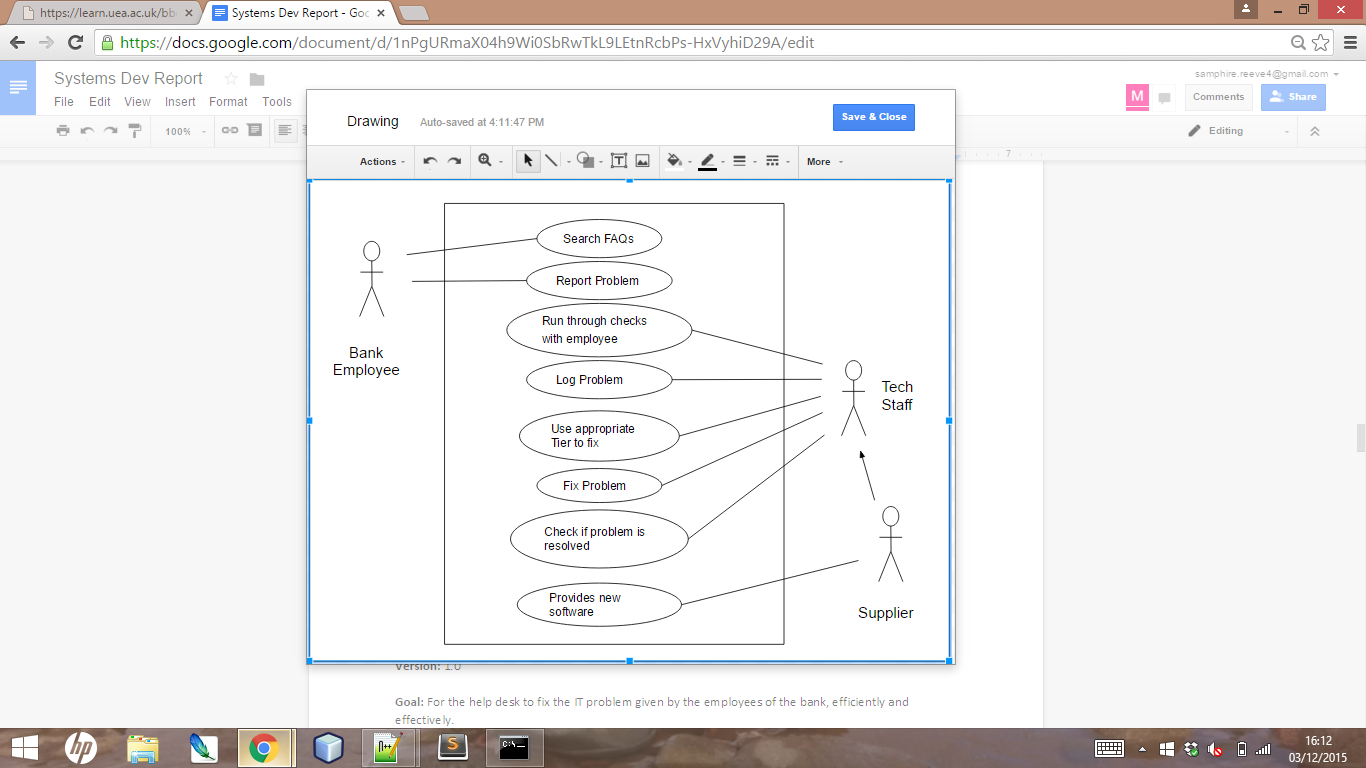 https://learn.uea.ac.uk/bb
Systems Dev Report - Goo
https://docs.google.com/document/d/1nPgURmaX04h9Wi0SbRwTkL9LEtnRcbPs-HxVyhiD29A/edit
Systems Dev Report
samphire.reeve4@gmail.com
File Edit View Insert Format Tools
M
Comments
Share
100%
Editing
7
Drawing
Auto-saved at 4:11:47 PM
Save & Close
Actions
More
Search FAQs
Report Problem
Run through checks
with employee
Bank
Employee
Log Problem
Tech
Staff
Use appropriate
Tier to fix
Fix Problem
Check if problem is
resolved
Provides new
software
Supplier
Version: 1.0
Goal: For the help desk to fix the IT problem given by the employees of the bank, efficiently and
effectively.
16:12
03/12/2015